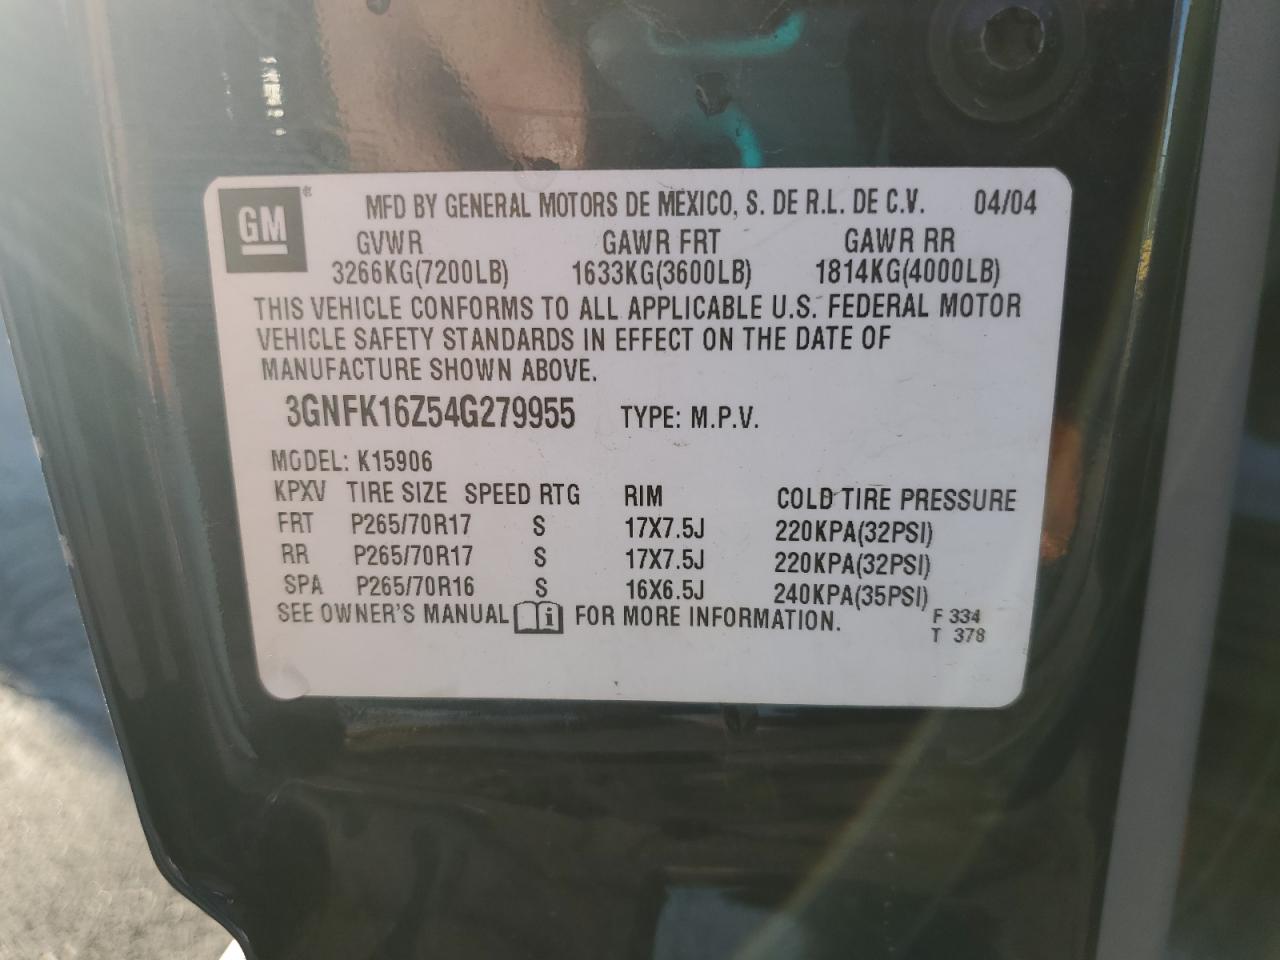 GM ®
MFD BY GENERAL MOTORS DE MEXICO, S. DE R.L. DE C.V. 04/04
GVWR GAWR FRT GAWR RR
3266KG(7200LB) 1633KG(3600LB) 1814KG(4000LB)
THIS VEHICLE CONFORMS TO ALL APPLICABLE U.S. FEDERAL MOTOR
VEHICLE SAFETY STANDARDS IN EFFECT ON THE DATE OF
MANUFACTURE SHOWN ABOVE.
3GNFK16Z54G279955 TYPE: M.P.V.
MODEL: K15906
KPXV TIRE SIZE SPEED RTG RIM COLD TIRE PRESSURE
FRT P265/70R17 S 17X7.5J 220KPA(32PSI)
RR P265/70R17 S 17X7.5J 220KPA(32PSI)
SPA P265/70R16 S 16X6.5J 240KPA(35PSI)
SEE OWNER'S MANUAL i FOR MORE INFORMATION.
F 334
T 378